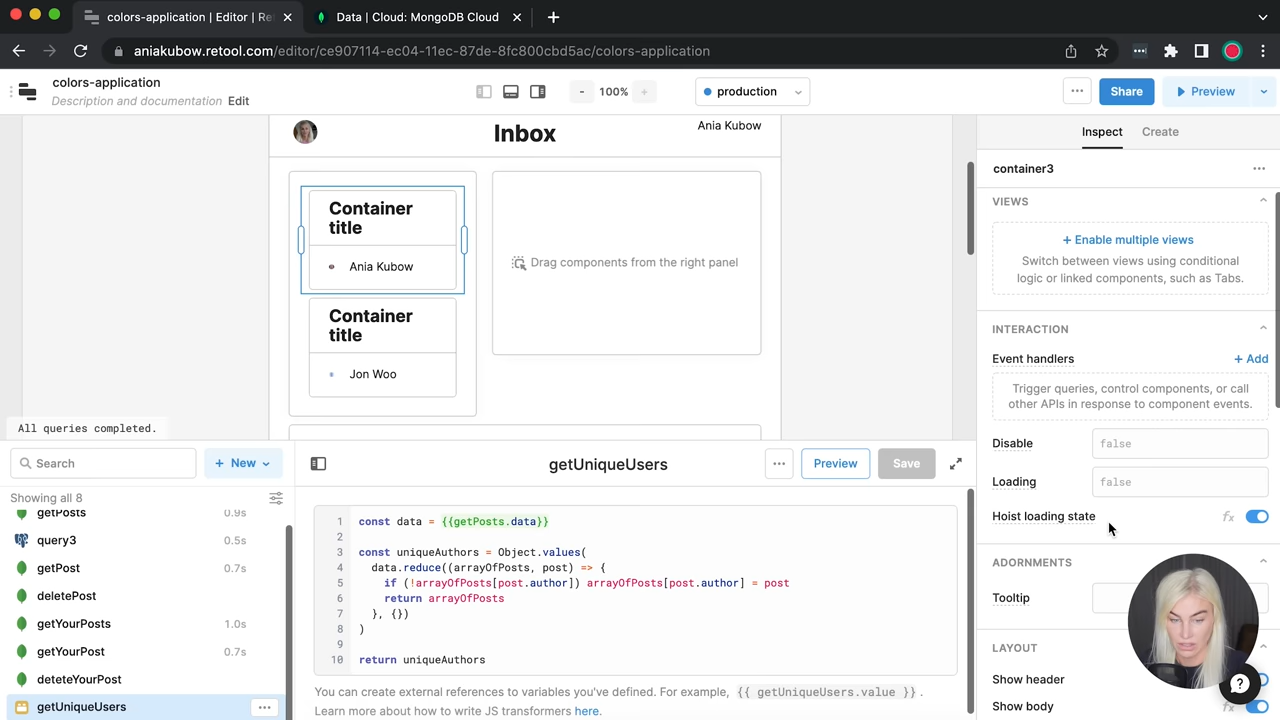 colors-application | Editor | Ret
Data | Cloud: MongoDB Cloud
aniakubow.retool.com/editor/ce907114-ec04-11ec-87de-8fc800cbd5ac/colors-application
colors-application
Description and documentation Edit
- 100% +
production
Share
Preview
Inbox
Ania Kubow
Container
title
Ania Kubow
Container
title
Jon Woo
Drag components from the right panel
Inspect
Create
container3
VIEWS
+ Enable multiple views
Switch between views using conditional
logic or linked components, such as Tabs.
INTERACTION
Event handlers
+ Add
Trigger queries, control components, or call
other APIs in response to component events.
Disable
false
Loading
false
Hoist loading state
fx
ADORNMENTS
Tooltip
LAYOUT
Show header
Show body
fx
All queries completed.
Search
+ New
Showing all 8
getPosts 0.9s
query3 0.5s
getPost 0.7s
deletePost
getYourPosts 1.0s
getYourPost 0.7s
deteteYourPost
getUniqueUsers
getUniqueUsers
Preview
Save
1 const data = {{getPosts.data}}
2
3 const uniqueAuthors = Object.values(
4 data.reduce((arrayOfPosts, post) => {
5 if (!arrayOfPosts[post.author]) arrayOfPosts[post.author] = post
6 return arrayOfPosts
7 }, {})
8 )
9
10 return uniqueAuthors
You can create external references to variables you've defined. For example, {{ getUniqueUsers.value }} .
Learn more about how to write JS transformers here.